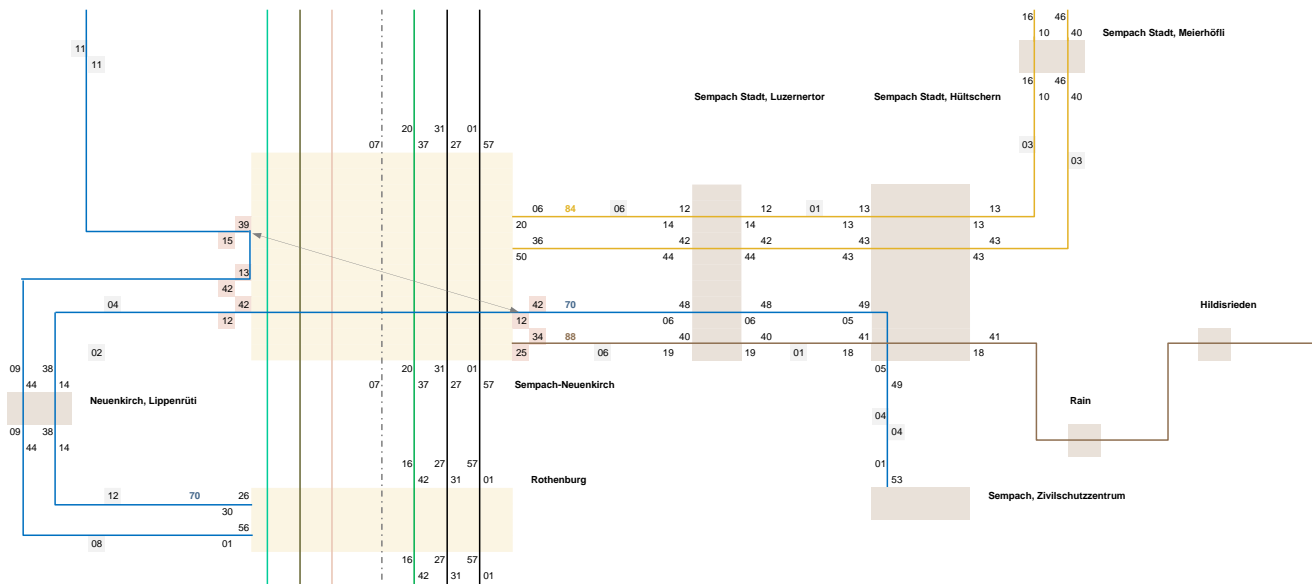 16 46
10 40 Sempach Stadt, Meierhöfli
11
11
16 46
10 40
Sempach Stadt, Luzernertor Sempach Stadt, Hültschern
20 31 01
07 37 27 57
03
03
06 84 06 12 12 01 13 13
39 20 14 14 13 13
15 36 42 42 43 43
50 44 44 43 43
13
42
04 42 42 70 48 48 49 Hildisrieden
12 12 06 06 05
34 88 40 40 41 41
02 25 06 19 19 01 18 18
09 38 20 31 01 05
44 14 07 37 27 57 Sempach-Neuenkirch 49
Neuenkirch, Lippenrüti Rain
04
09 38 04
44 14
16 27 57 01
42 31 01 Rothenburg 53
12 70 26 Sempach, Zivilschutzzentrum
30
56
08 01
16 27 57
42 31 01